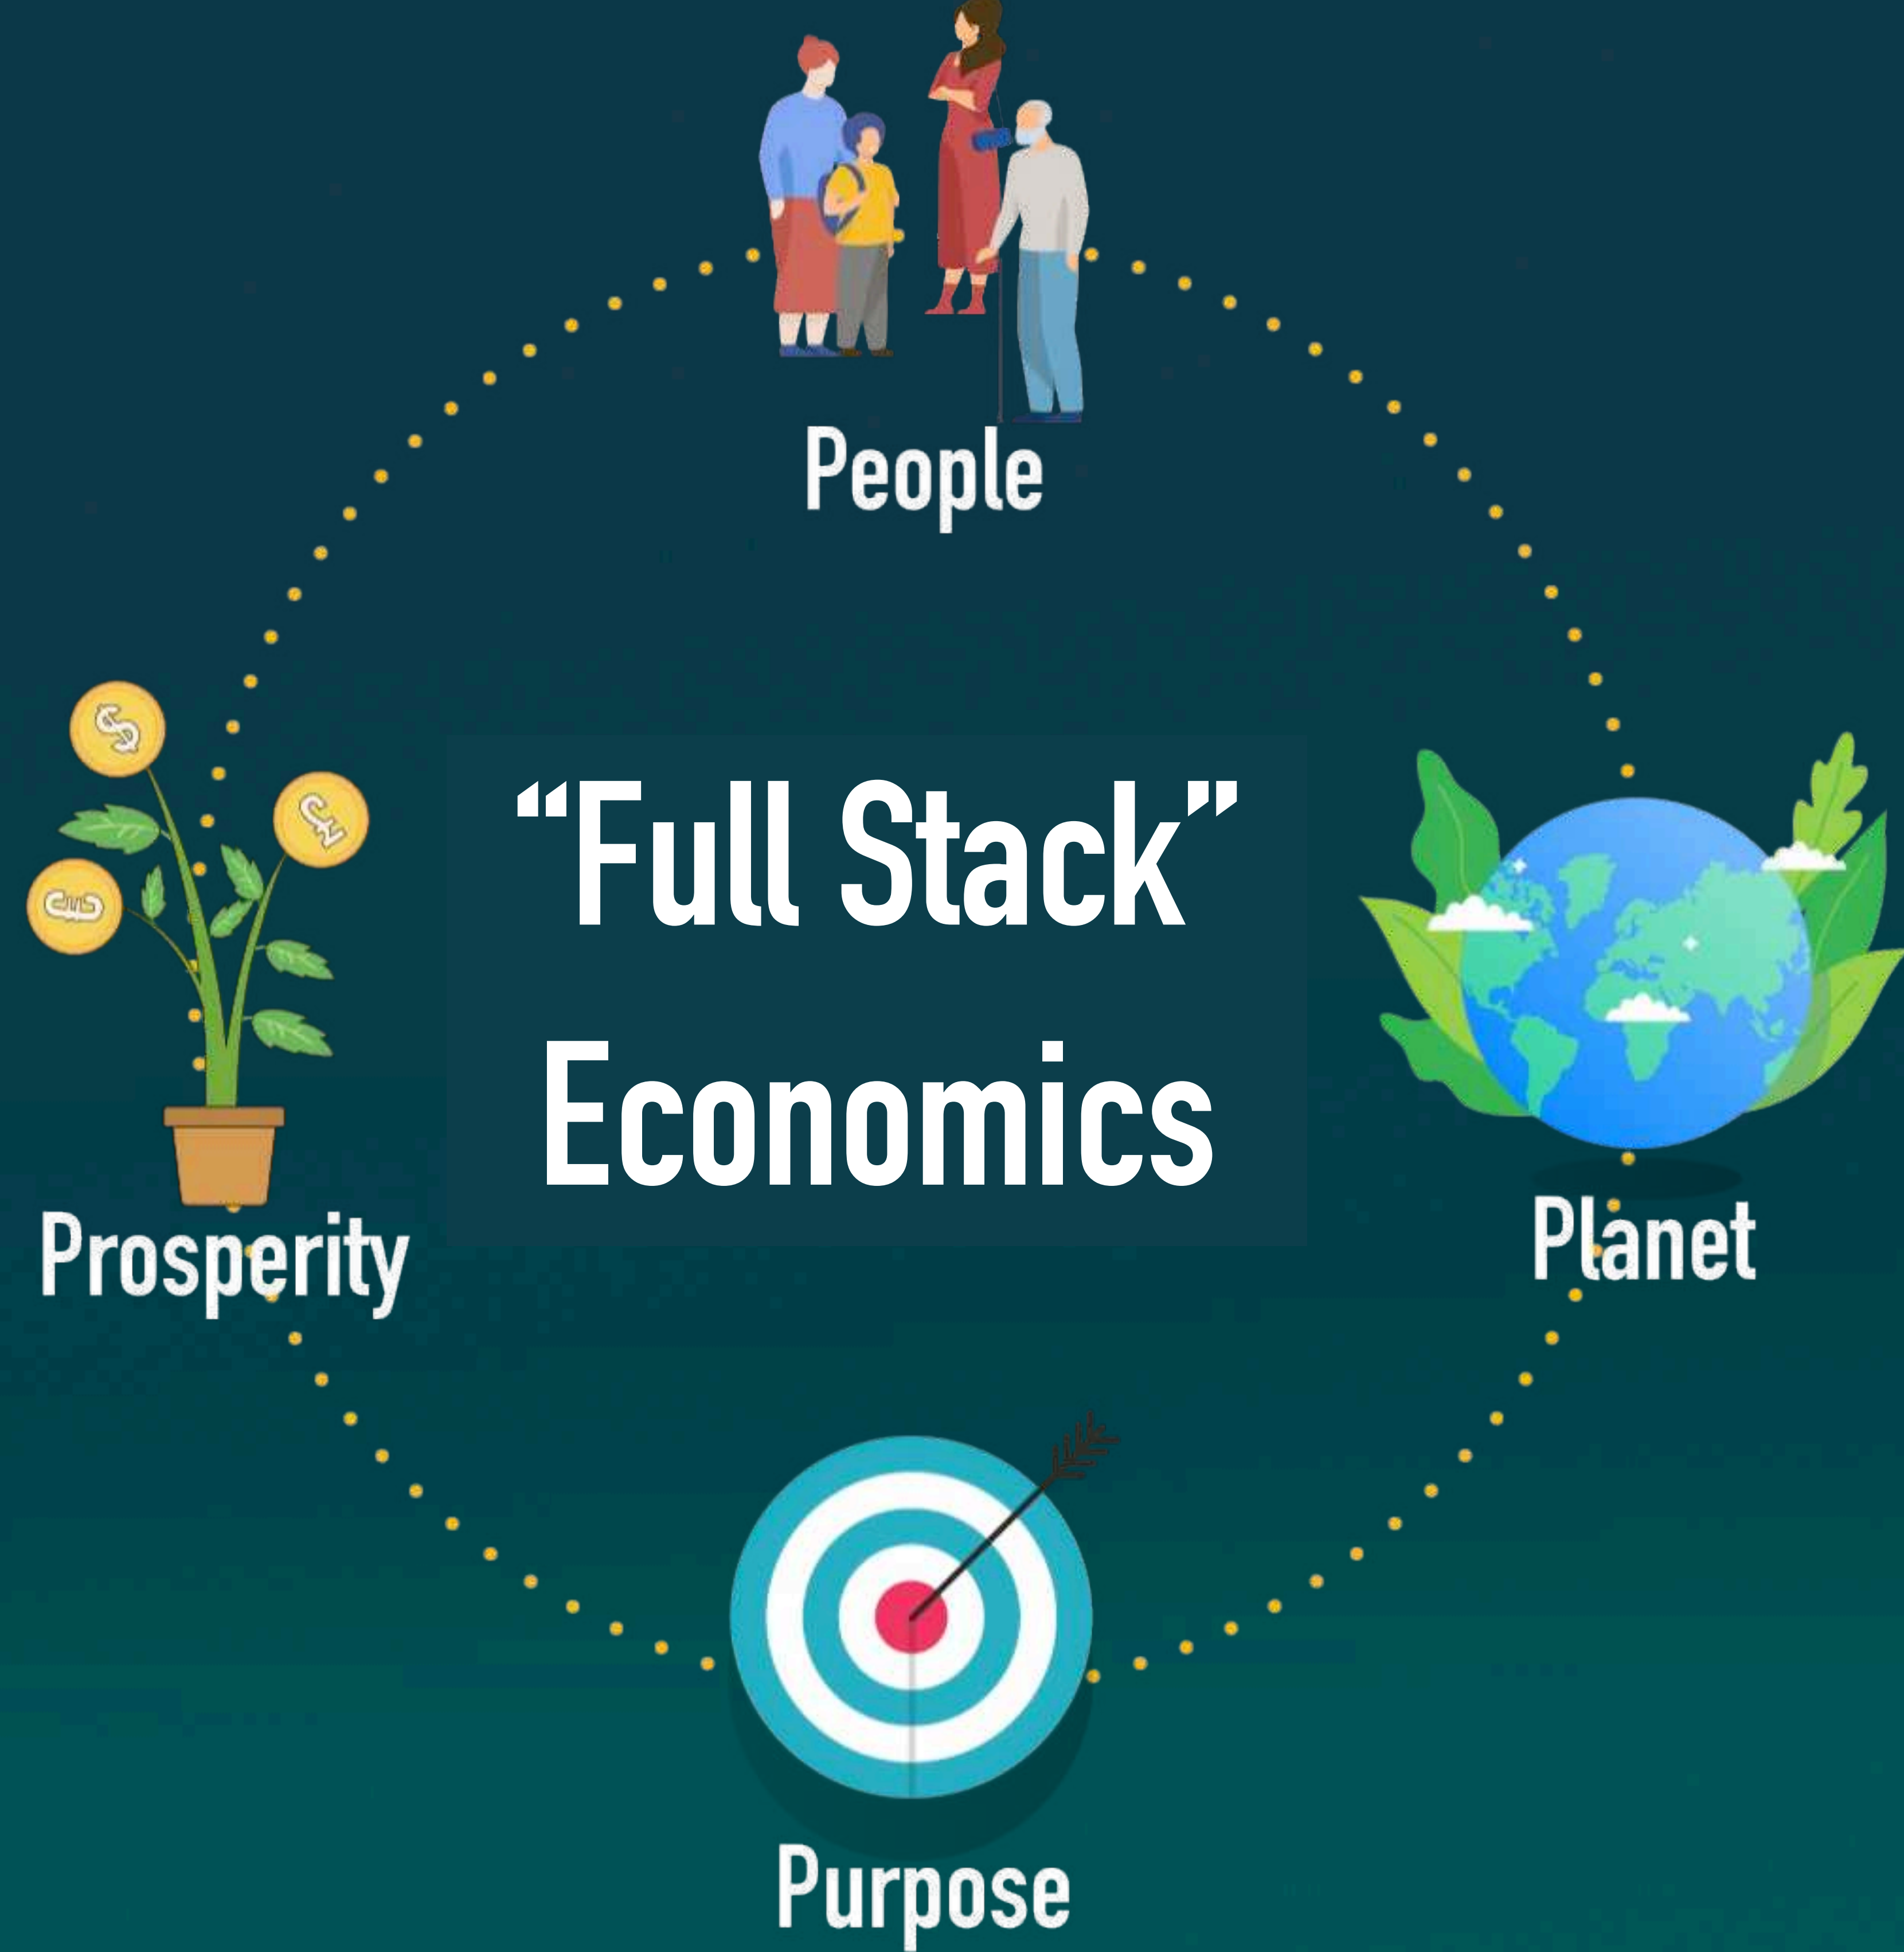 People
“Full Stack”
Economics
Prosperity
Planet
Purpose